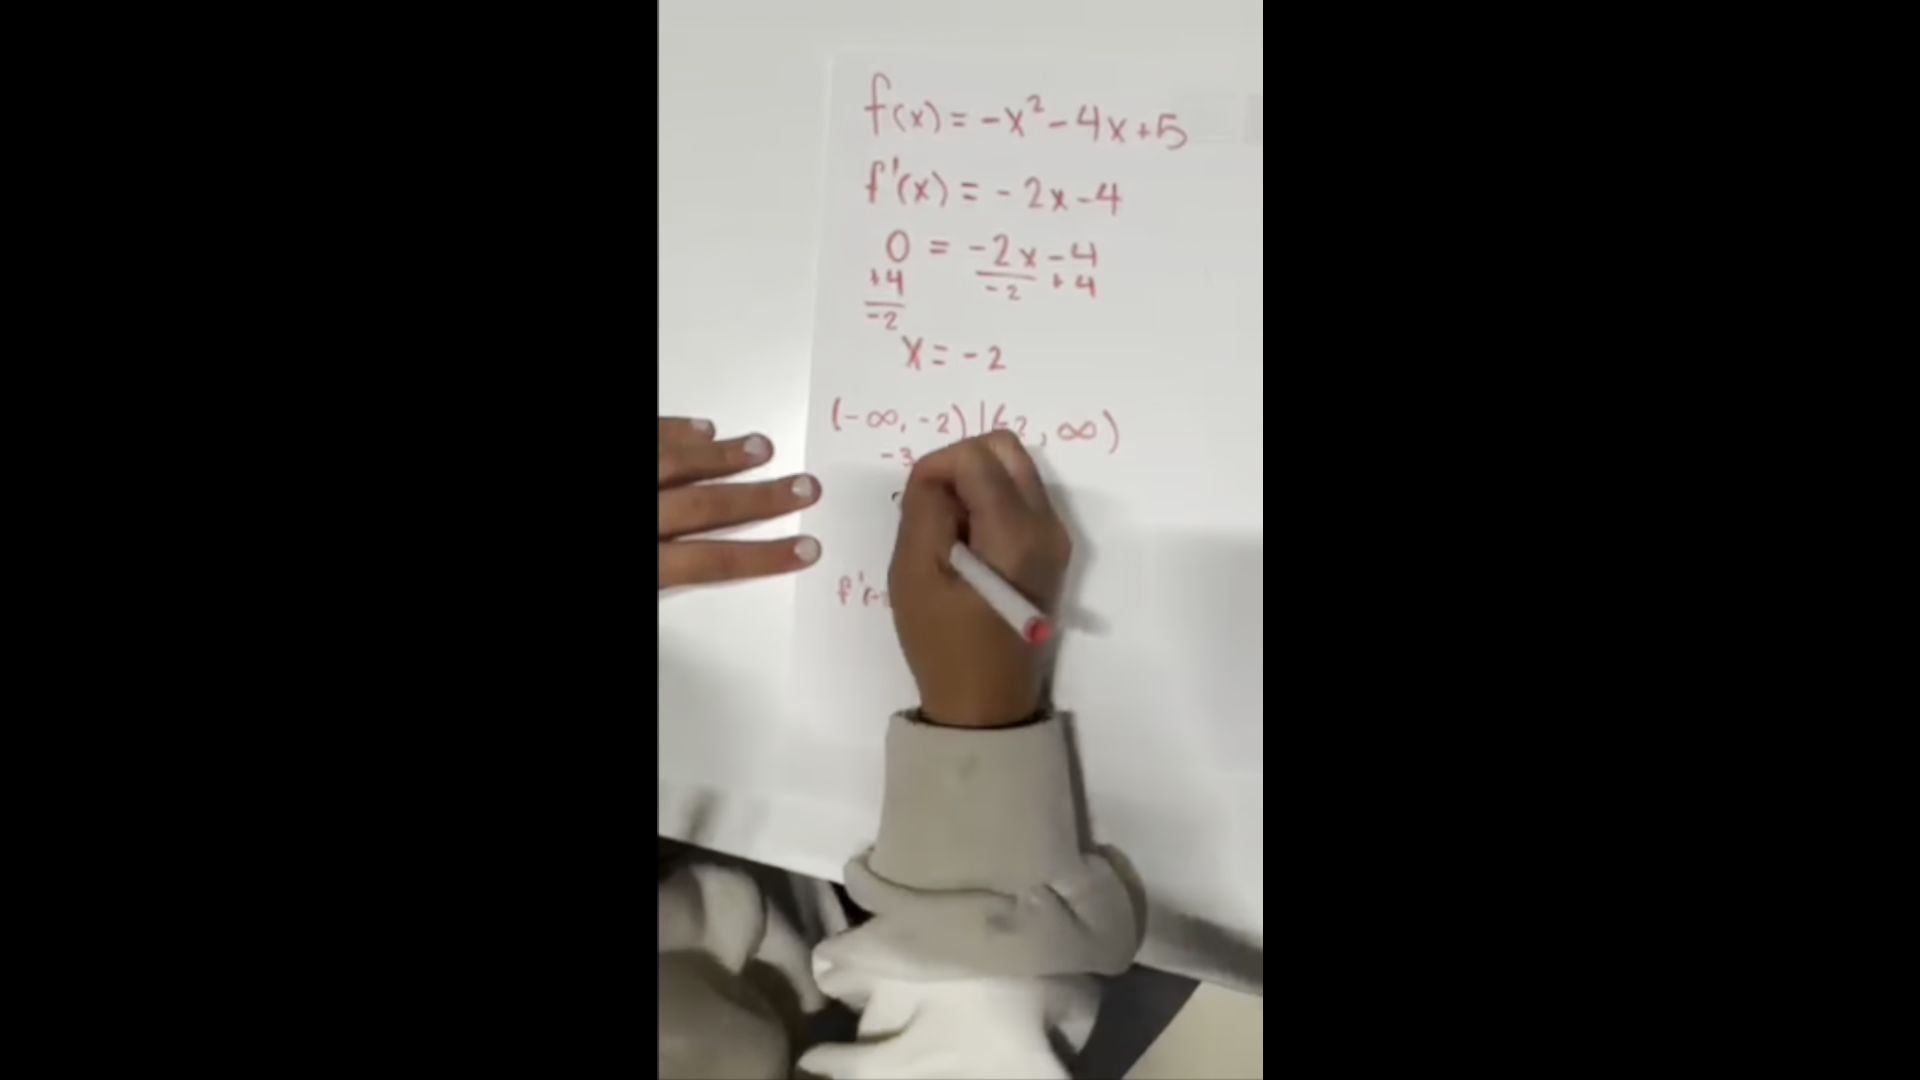 f(x) = -x² - 4x + 5
f'(x) = - 2x - 4
0 = -2x - 4
+4 -2 + 4
-2
x = - 2
(-∞, -2) | (-2, ∞)
-3
f'(-